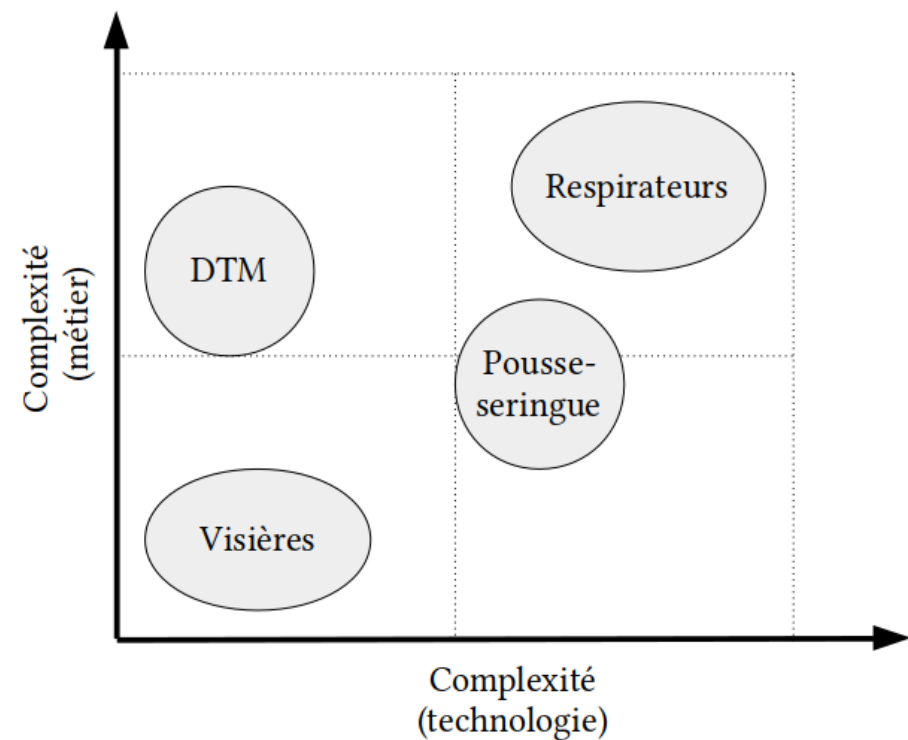 Respirateurs
DTM
Complexité
(métier)
Pousse-
seringue
Visières
Complexité
(technologie)